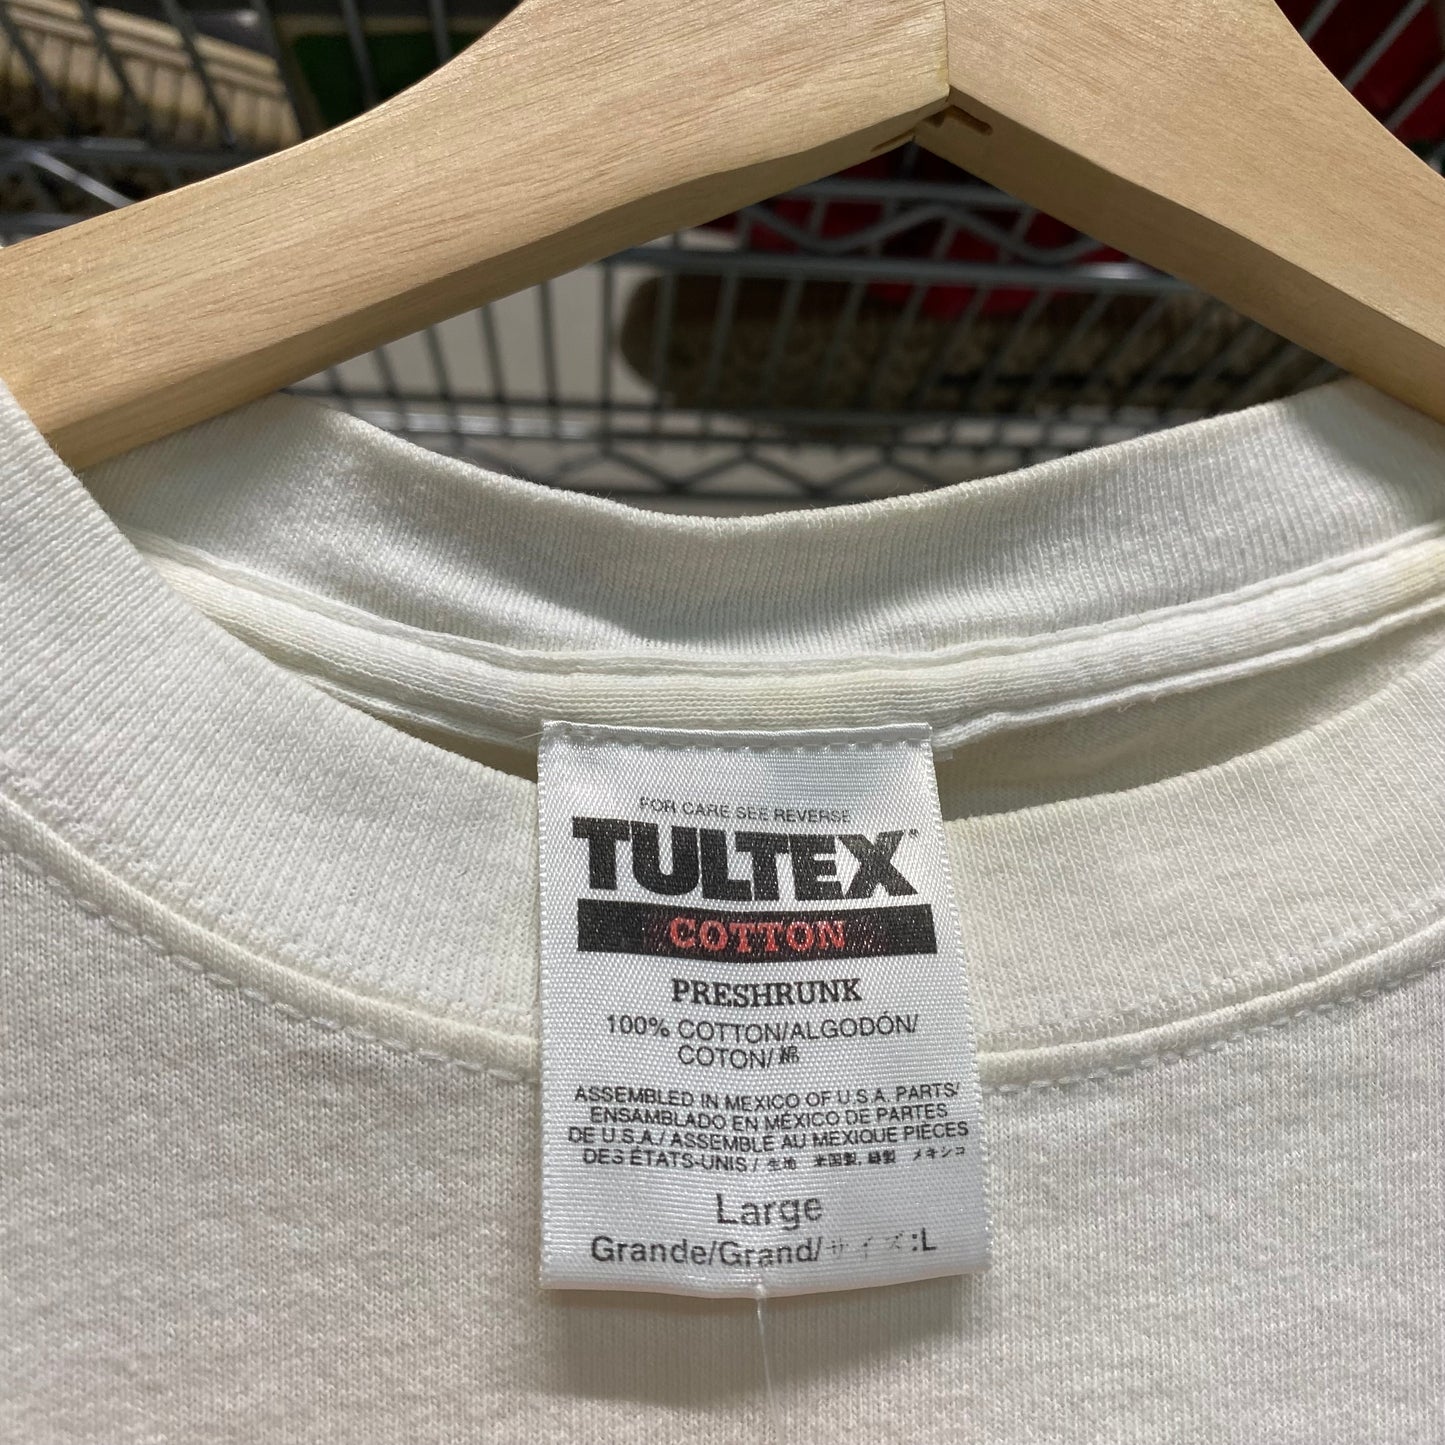 FOR CARE SEE REVERSE
TULTEX™
COTTON
PRESHRUNK
100% COTTON/ALGODÓN/
COTON/綿
ASSEMBLED IN MEXICO OF U.S.A. PARTS/
ENSAMBLADO EN MÉXICO DE PARTES
DE U.S.A./ASSEMBLÉ AU MEXIQUE PIÈCES
DES ÉTATS-UNIS/生地 米国製, 縫製 メキシコ
Large
Grande/Grand/サイズ:L